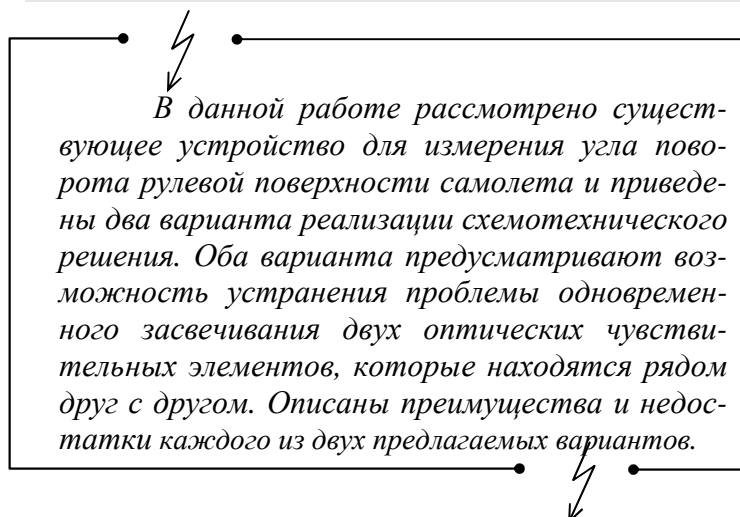 В данной работе рассмотрено сущест-
вующее устройство для измерения угла пово-
рота рулевой поверхности самолета и приведе-
ны два варианта реализации схемотехнического
решения. Оба варианта предусматривают воз-
можность устранения проблемы одновремен-
ного засвечивания двух оптических чувстви-
тельных элементов, которые находятся рядом
друг с другом. Описаны преимущества и недос-
татки каждого из двух предлагаемых вариантов.